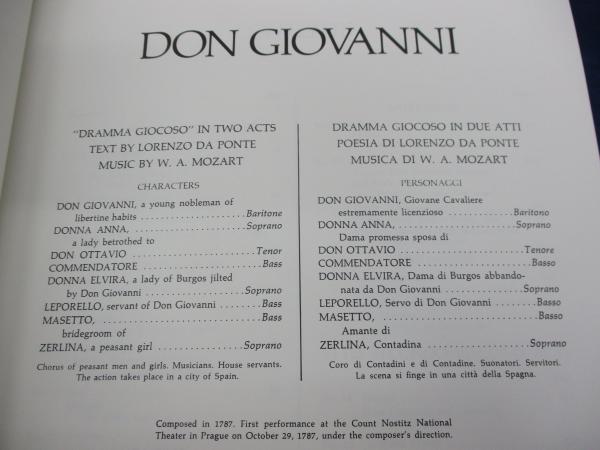 DON GIOVANNI
"DRAMMA GIOCOSO" IN TWO ACTS
TEXT BY LORENZO DA PONTE
MUSIC BY W. A. MOZART
CHARACTERS
DON GIOVANNI, a young nobleman of
libertine habits . . . . . . . . . . . . . . . . . . . . Baritone
DONNA ANNA, . . . . . . . . . . . . . . . . . . . . Soprano
a lady betrothed to
DON OTTAVIO . . . . . . . . . . . . . . . . . . . . Tenor
COMMENDATORE . . . . . . . . . . . . . . . . . . . . Bass
DONNA ELVIRA, a lady of Burgos jilted
by Don Giovanni . . . . . . . . . . . . . . . . . . Soprano
LEPORELLO, servant of Don Giovanni . . . . . . . Bass
MASETTO, . . . . . . . . . . . . . . . . . . . . . . . Bass
bridegroom of
ZERLINA, a peasant girl . . . . . . . . . . . . . . . Soprano
Chorus of peasant men and girls. Musicians. House servants.
The action takes place in a city of Spain.
DRAMMA GIOCOSO IN DUE ATTI
POESIA DI LORENZO DA PONTE
MUSICA DI W. A. MOZART
PERSONAGGI
DON GIOVANNI, Giovane Cavaliere
estremamente licenzioso . . . . . . . . . . . . . Baritono
DONNA ANNA, . . . . . . . . . . . . . . . . . . . . Soprano
Dama promessa sposa di
DON OTTAVIO . . . . . . . . . . . . . . . . . . . . Tenore
COMMENDATORE . . . . . . . . . . . . . . . . . . . . Basso
DONNA ELVIRA, Dama di Burgos abbando-
nata da Don Giovanni . . . . . . . . . . . . . . . Soprano
LEPORELLO, Servo di Don Giovanni . . . . . . . . Basso
MASETTO, . . . . . . . . . . . . . . . . . . . . . . . Basso
Amante di
ZERLINA, Contadina . . . . . . . . . . . . . . . . . Soprano
Coro di Contadini e di Contadine. Suonatori. Servitori.
La scena si finge in una città della Spagna.
Composed in 1787. First performance at the Count Nostitz National
Theater in Prague on October 29, 1787, under the composer's direction.